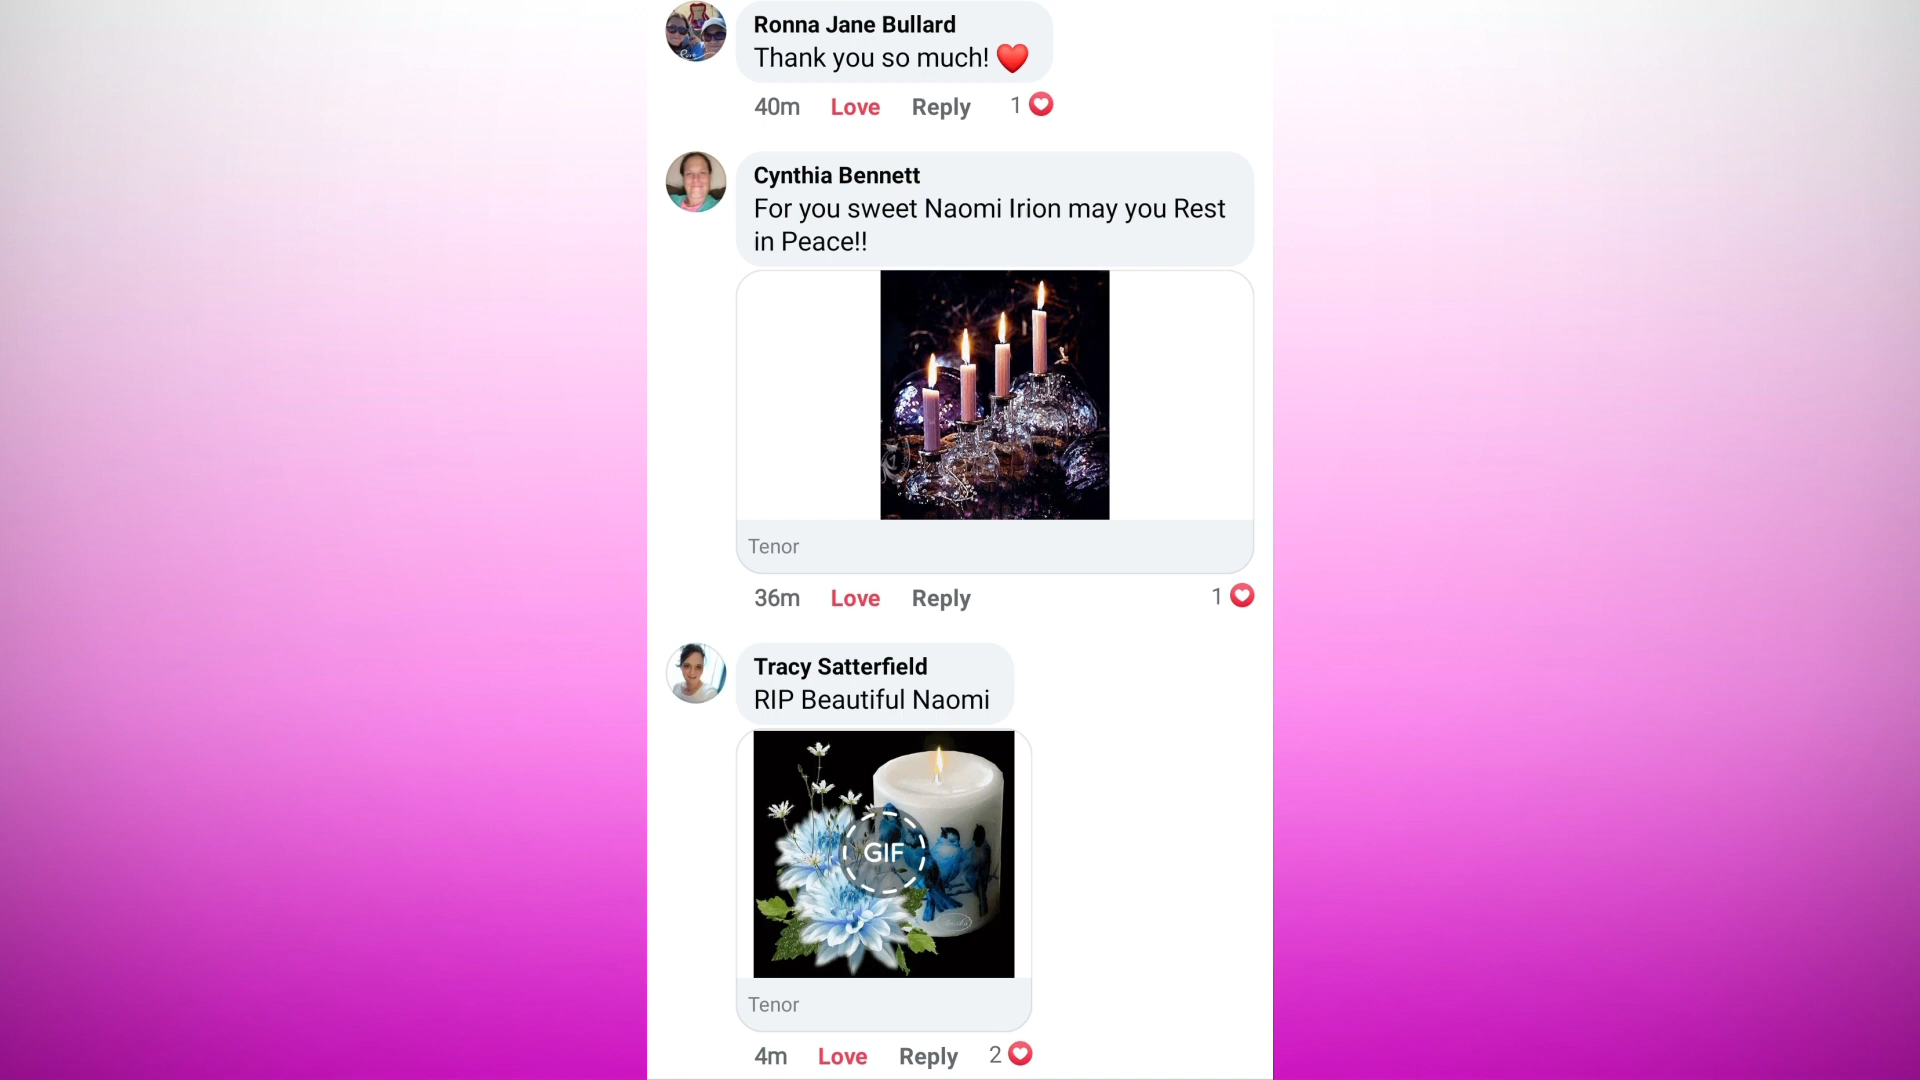 Ronna Jane Bullard
Thank you so much! ❤️
40m Love Reply 1
Cynthia Bennett
For you sweet Naomi Irion may you Rest
in Peace!!
Tenor
36m Love Reply 1
Tracy Satterfield
RIP Beautiful Naomi
GIF
Tenor
4m Love Reply 2